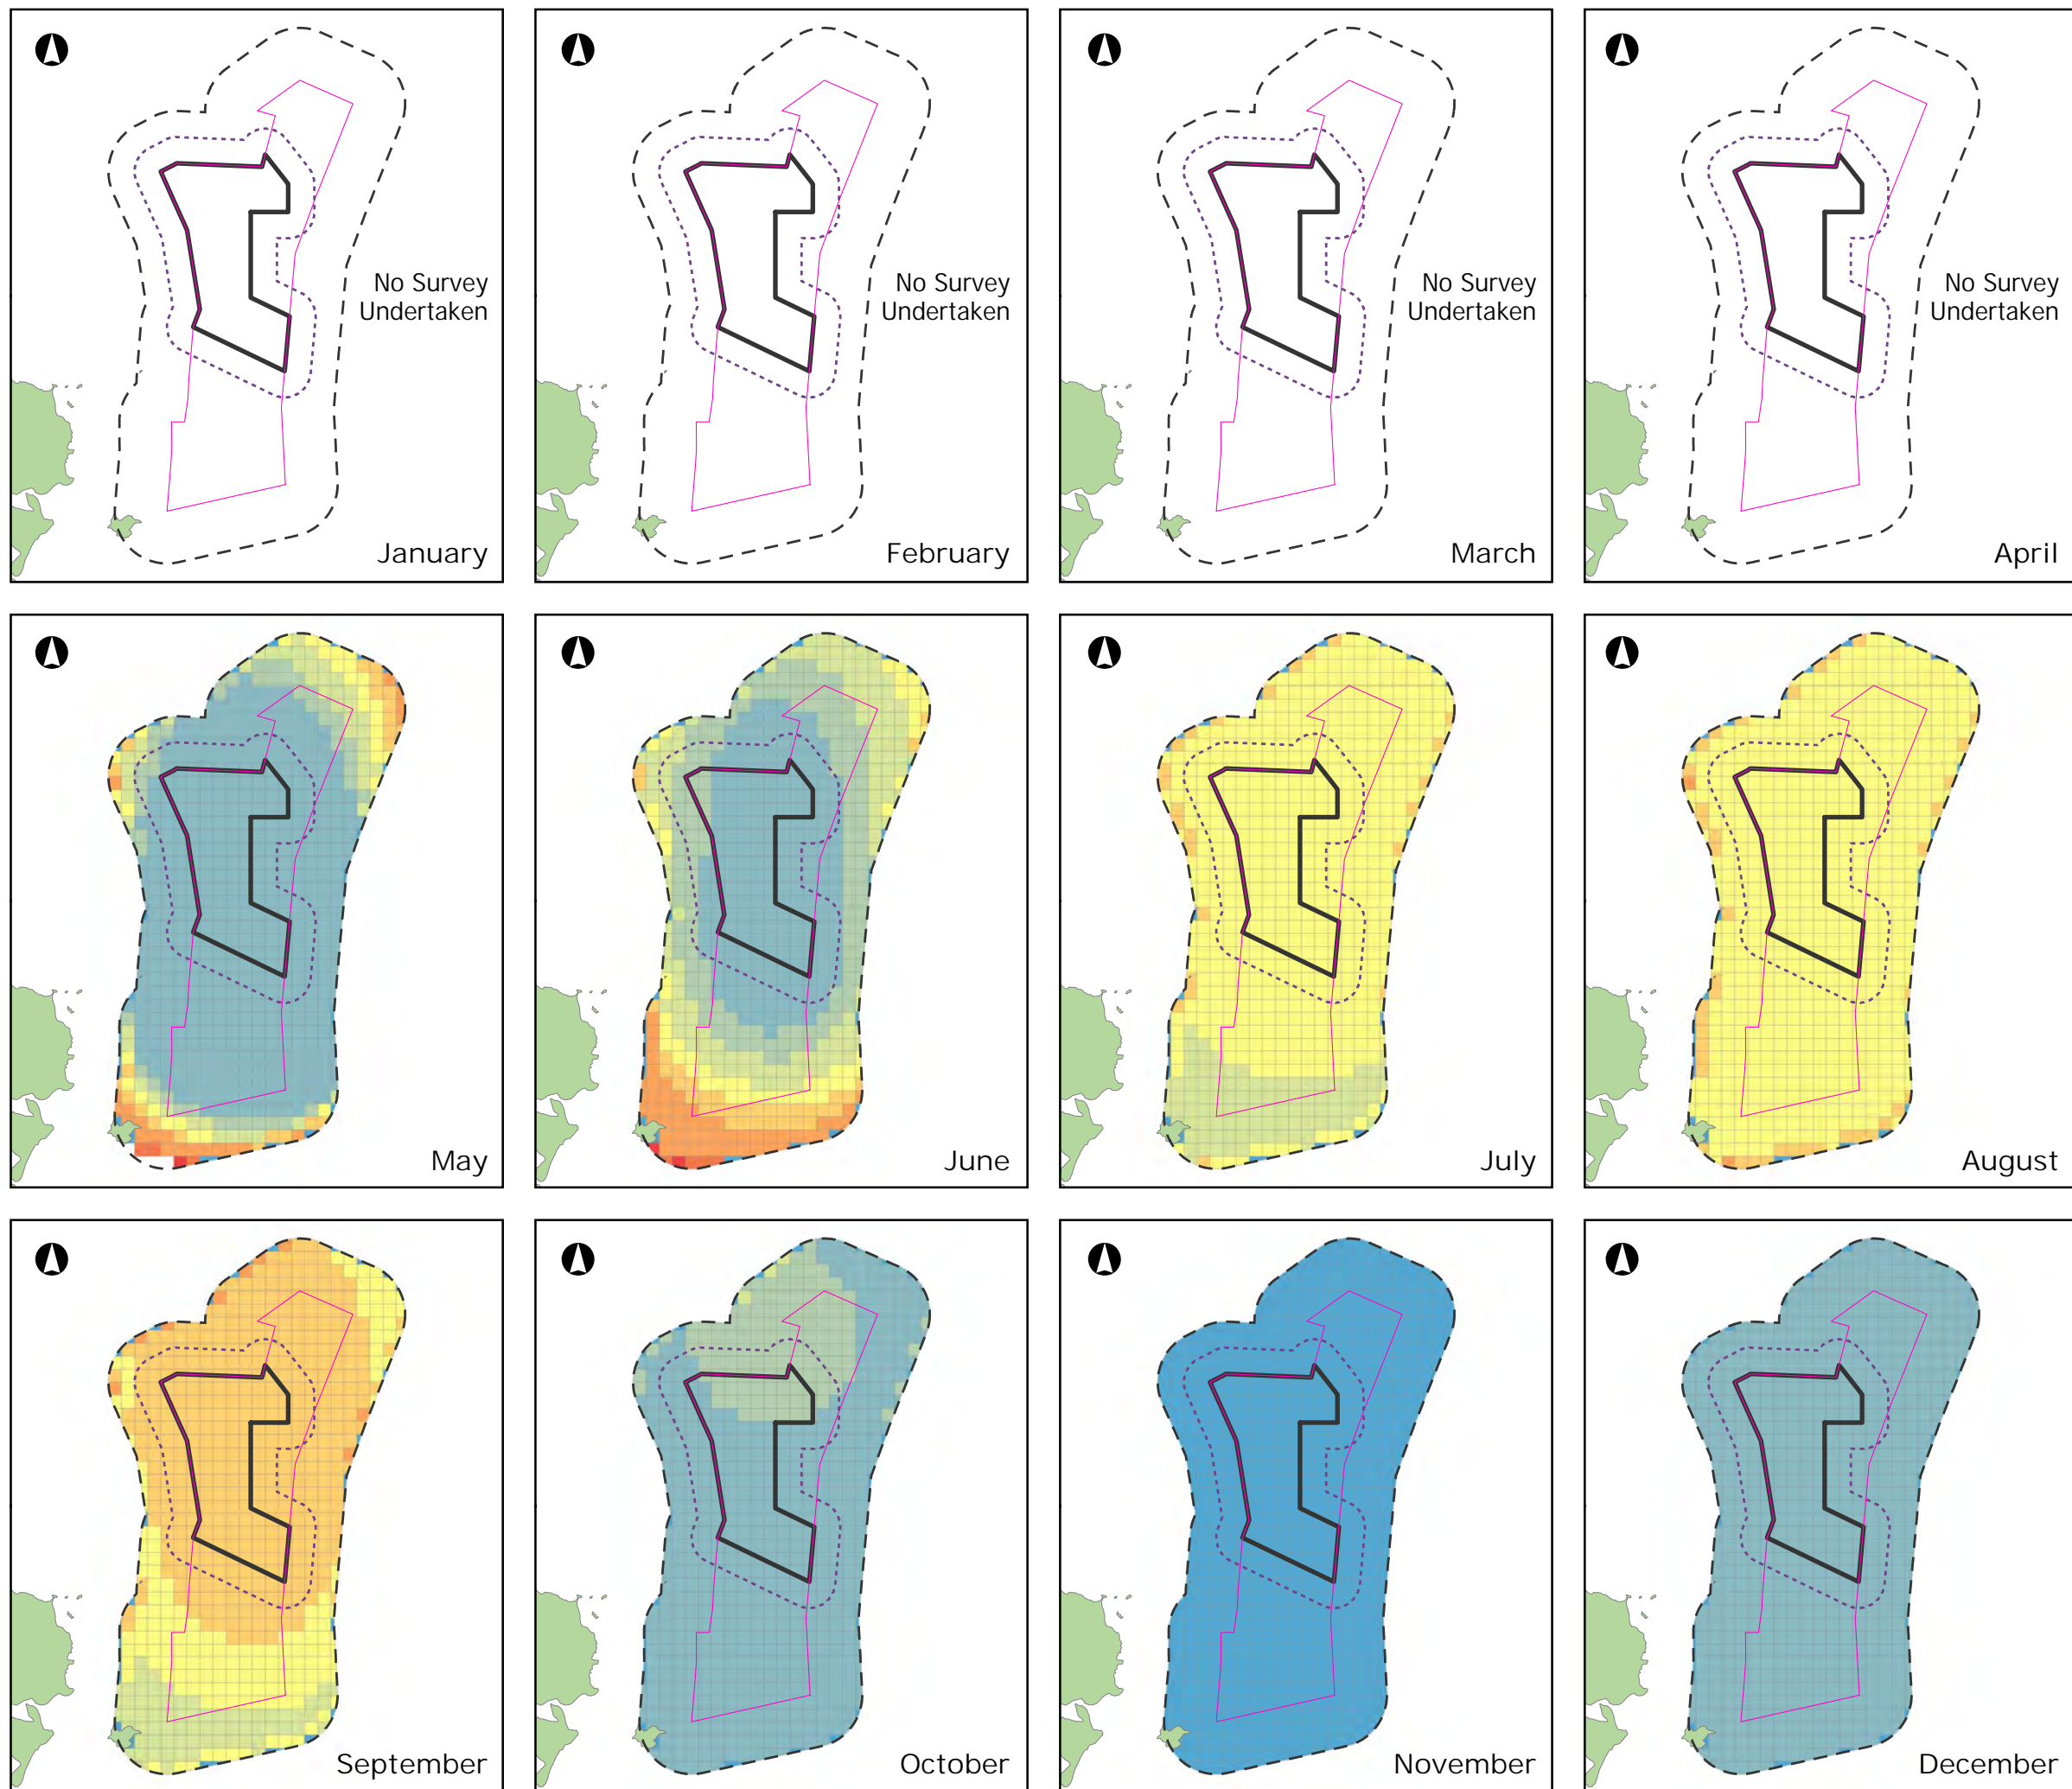 No Survey
Undertaken
January
No Survey
Undertaken
February
No Survey
Undertaken
March
No Survey
Undertaken
April
May
June
July
August
September
October
November
December